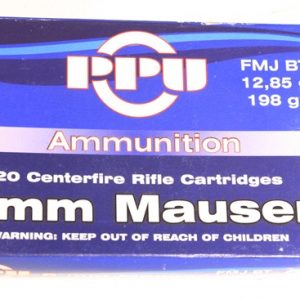 PPU
FMJ BT
12,85
198 g
Ammunition
20 Centerfire Rifle Cartridges
mm Mauser
WARNING: KEEP OUT OF REACH OF CHILDREN